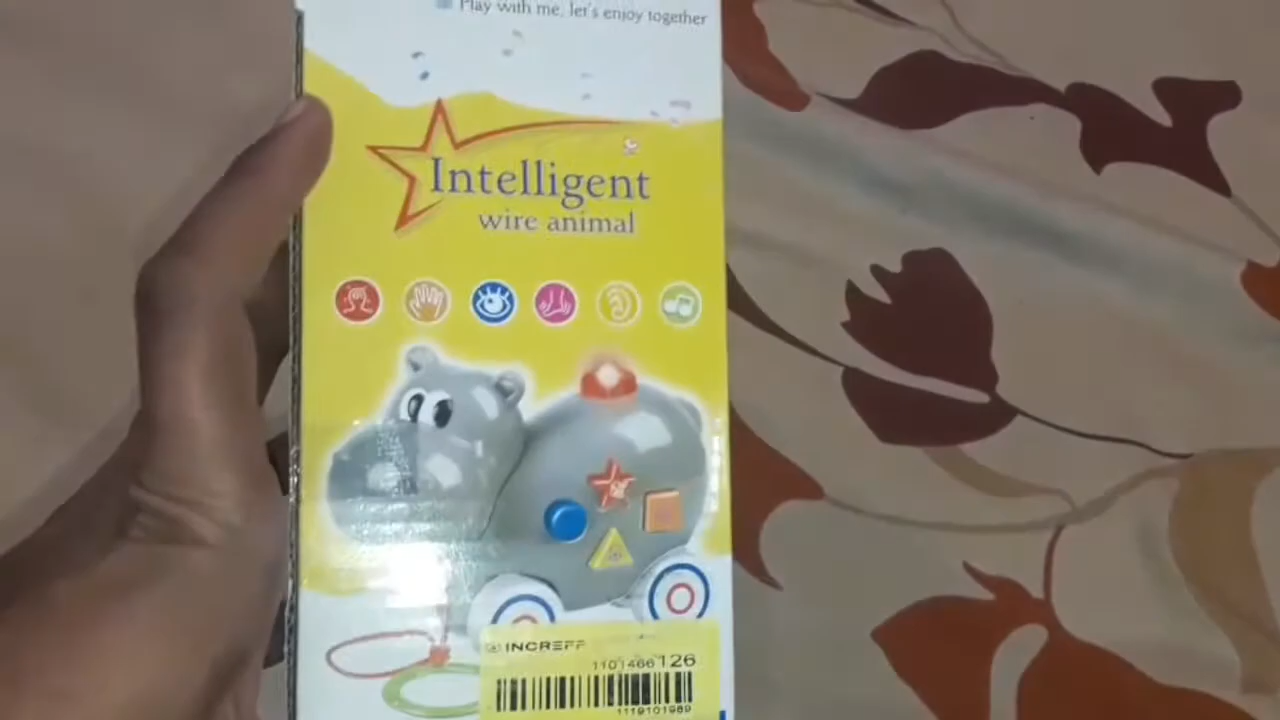 Play with me, let's enjoy together
Intelligent
wire animal
INCREFF
1101466126
1119101989